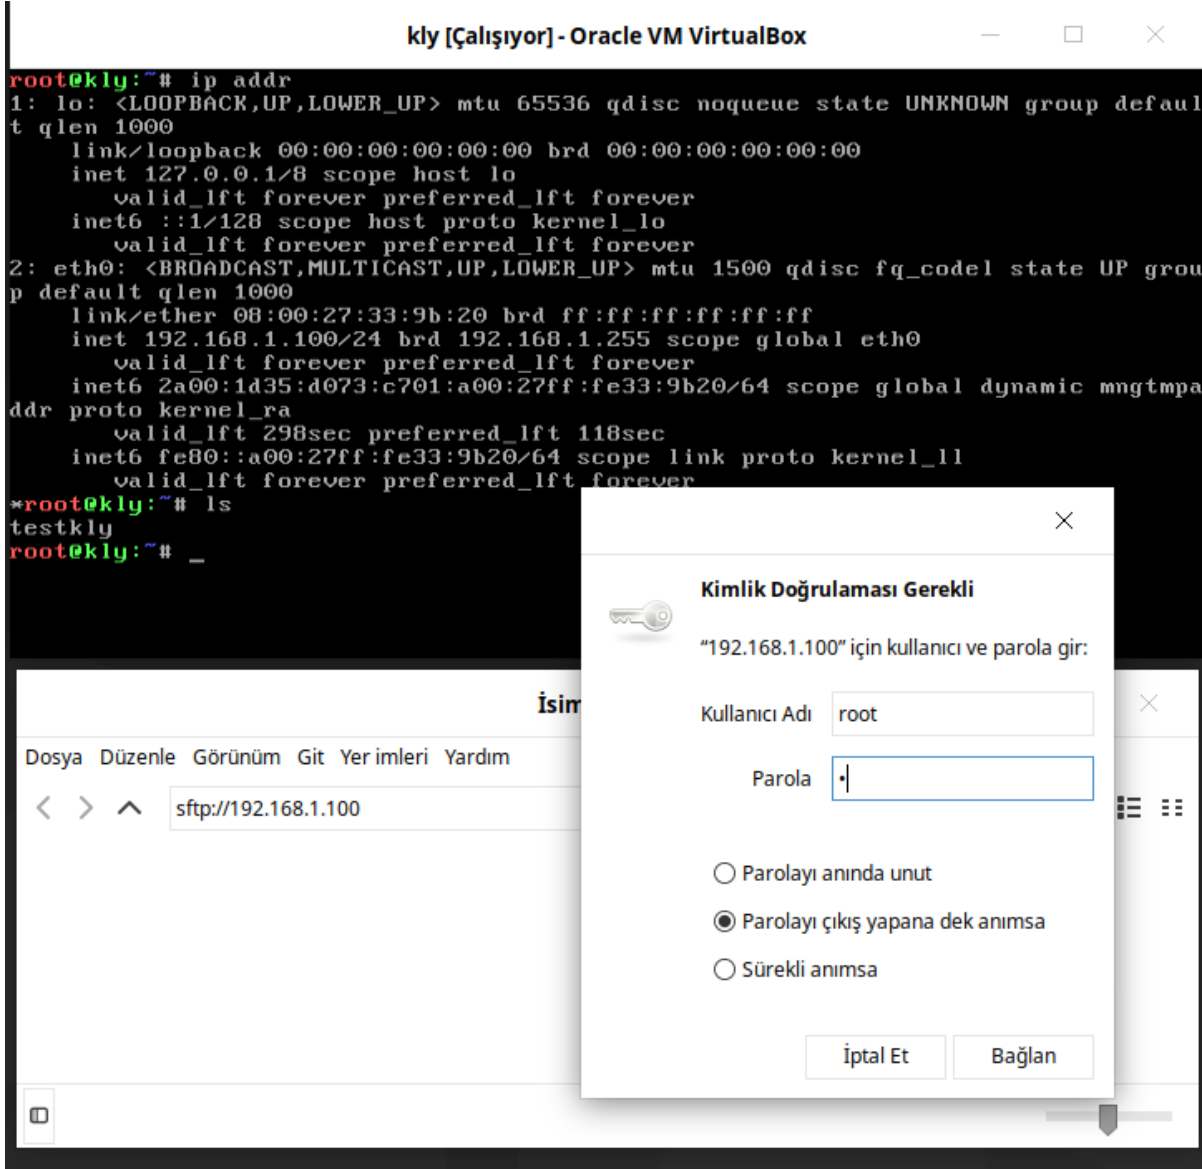 kly [Çalışıyor] - Oracle VM VirtualBox
root@kly:~# ip addr
1: lo: <LOOPBACK,UP,LOWER_UP> mtu 65536 qdisc noqueue state UNKNOWN group defaul
t qlen 1000
link/loopback 00:00:00:00:00:00 brd 00:00:00:00:00:00
inet 127.0.0.1/8 scope host lo
valid_lft forever preferred_lft forever
inet6 ::1/128 scope host proto kernel_lo
valid_lft forever preferred_lft forever
2: eth0: <BROADCAST,MULTICAST,UP,LOWER_UP> mtu 1500 qdisc fq_codel state UP grou
p default qlen 1000
link/ether 08:00:27:33:9b:20 brd ff:ff:ff:ff:ff:ff
inet 192.168.1.100/24 brd 192.168.1.255 scope global eth0
valid_lft forever preferred_lft forever
inet6 2a00:1d35:d073:c701:a00:27ff:fe33:9b20/64 scope global dynamic mngtmpa
ddr proto kernel_ra
valid_lft 298sec preferred_lft 118sec
inet6 fe80::a00:27ff:fe33:9b20/64 scope link proto kernel_ll
valid_lft forever preferred_lft forever
*root@kly:~# ls
testkly
root@kly:~# _
Kimlik Doğrulaması Gerekli
“192.168.1.100” için kullanıcı ve parola gir:
Kullanıcı Adı root
Parola •
Parolayı anında unut
Parolayı çıkış yapana dek anımsa
Sürekli anımsa
İptal Et Bağlan
İsim
Dosya Düzenle Görünüm Git Yer imleri Yardım
sftp://192.168.1.100